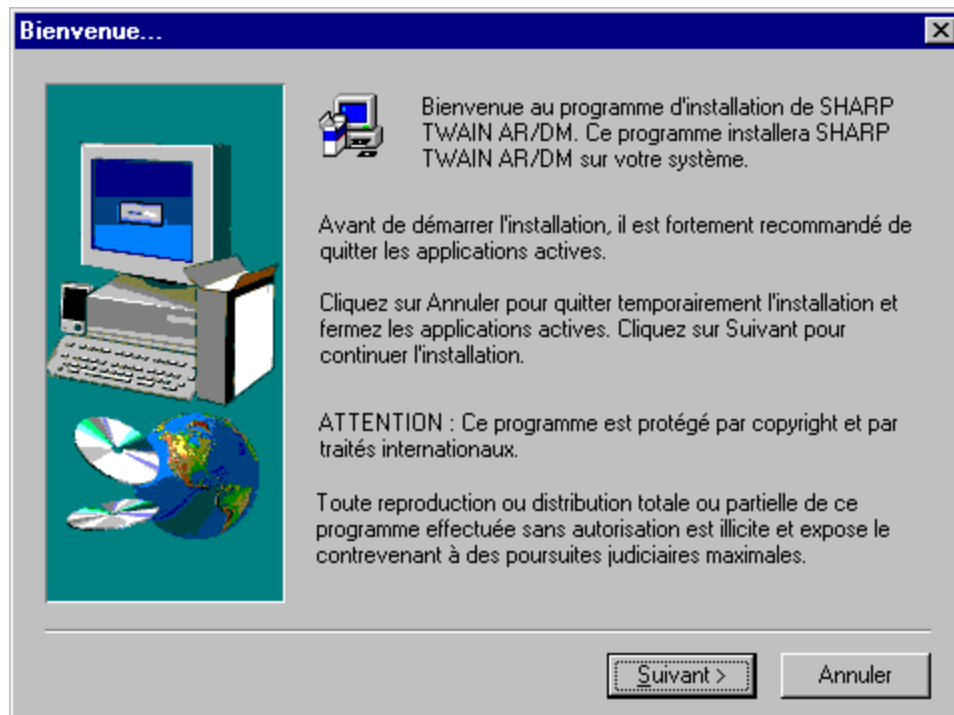 Bienvenue...
Bienvenue au programme d'installation de SHARP
TWAIN AR/DM. Ce programme installera SHARP
TWAIN AR/DM sur votre système.
Avant de démarrer l'installation, il est fortement recommandé de
quitter les applications actives.
Cliquez sur Annuler pour quitter temporairement l'installation et
fermez les applications actives. Cliquez sur Suivant pour
continuer l'installation.
ATTENTION : Ce programme est protégé par copyright et par
traités internationaux.
Toute reproduction ou distribution totale ou partielle de ce
programme effectuée sans autorisation est illicite et expose le
contrevenant à des poursuites judiciaires maximales.
Suivant >
Annuler